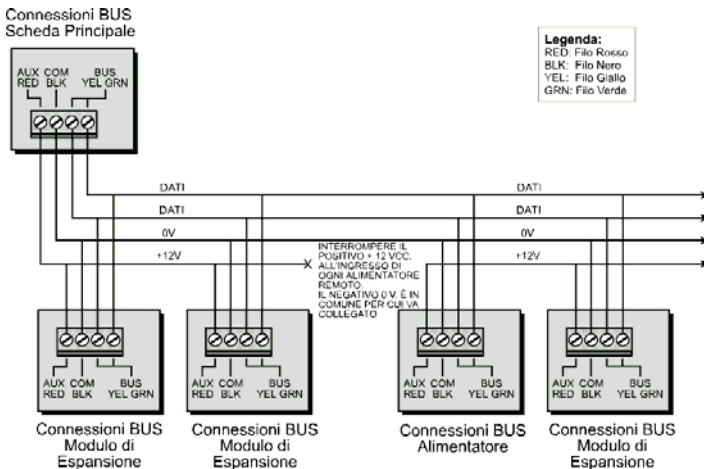 Connessioni BUS
Scheda Principale
AUX COM BUS
RED BLK YEL GRN
Legenda:
RED: Filo Rosso
BLK: Filo Nero
YEL: Filo Giallo
GRN: Filo Verde
DATI DATI
DATI DATI
0V 0V
+12V +12V
INTERROMPERE IL
POSITIVO + 12 VCC.
ALL'INGRESSO DI
OGNI ALIMENTATORE
REMOTO.
IL NEGATIVO 0 V. È IN
COMUNE PER CUI VA
COLLEGATO
AUX COM BUS
RED BLK YEL GRN
Connessioni BUS
Modulo di
Espansione
AUX COM BUS
RED BLK YEL GRN
Connessioni BUS
Modulo di
Espansione
AUX COM BUS
RED BLK YEL GRN
Connessioni BUS
Alimentatore
AUX COM BUS
RED BLK YEL GRN
Connessioni BUS
Modulo di
Espansione